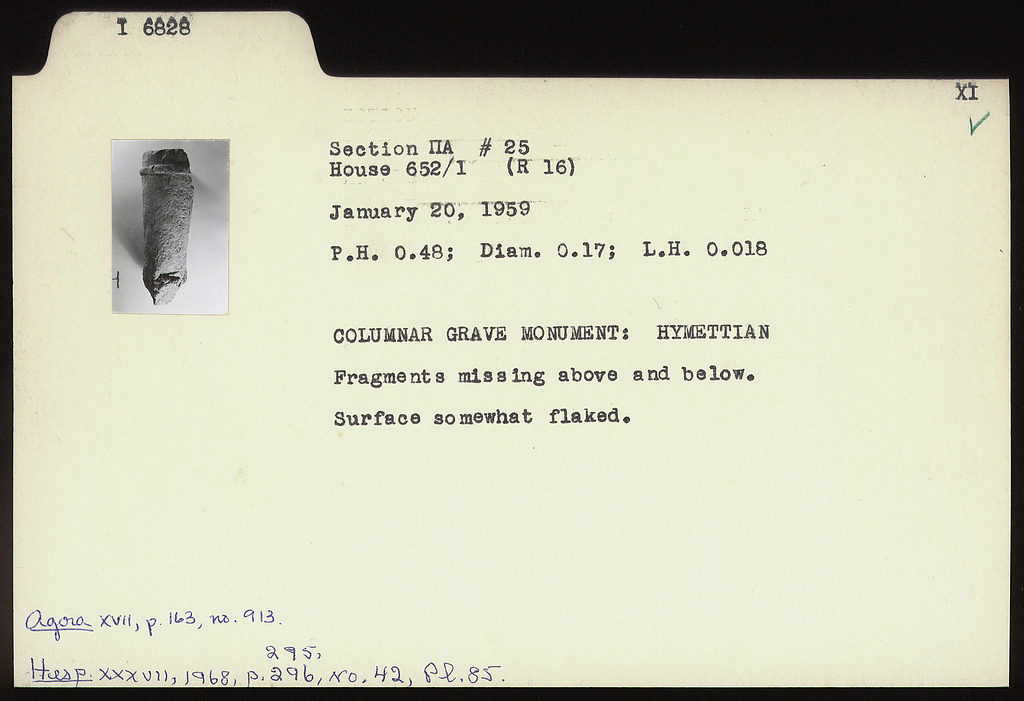 I 6828
XI
Section ΠΑ # 25
House 652/I (R 16)
January 20, 1959
P.H. 0.48; Diam. 0.17; L.H. 0.018
COLUMNAR GRAVE MONUMENT: HYMETTIAN
Fragments missing above and below.
Surface somewhat flaked.
Agora XVII, p. 163, no. 913.
295,
Hesp. XXXVII, 1968, p. 296, No. 42, Pl. 85.